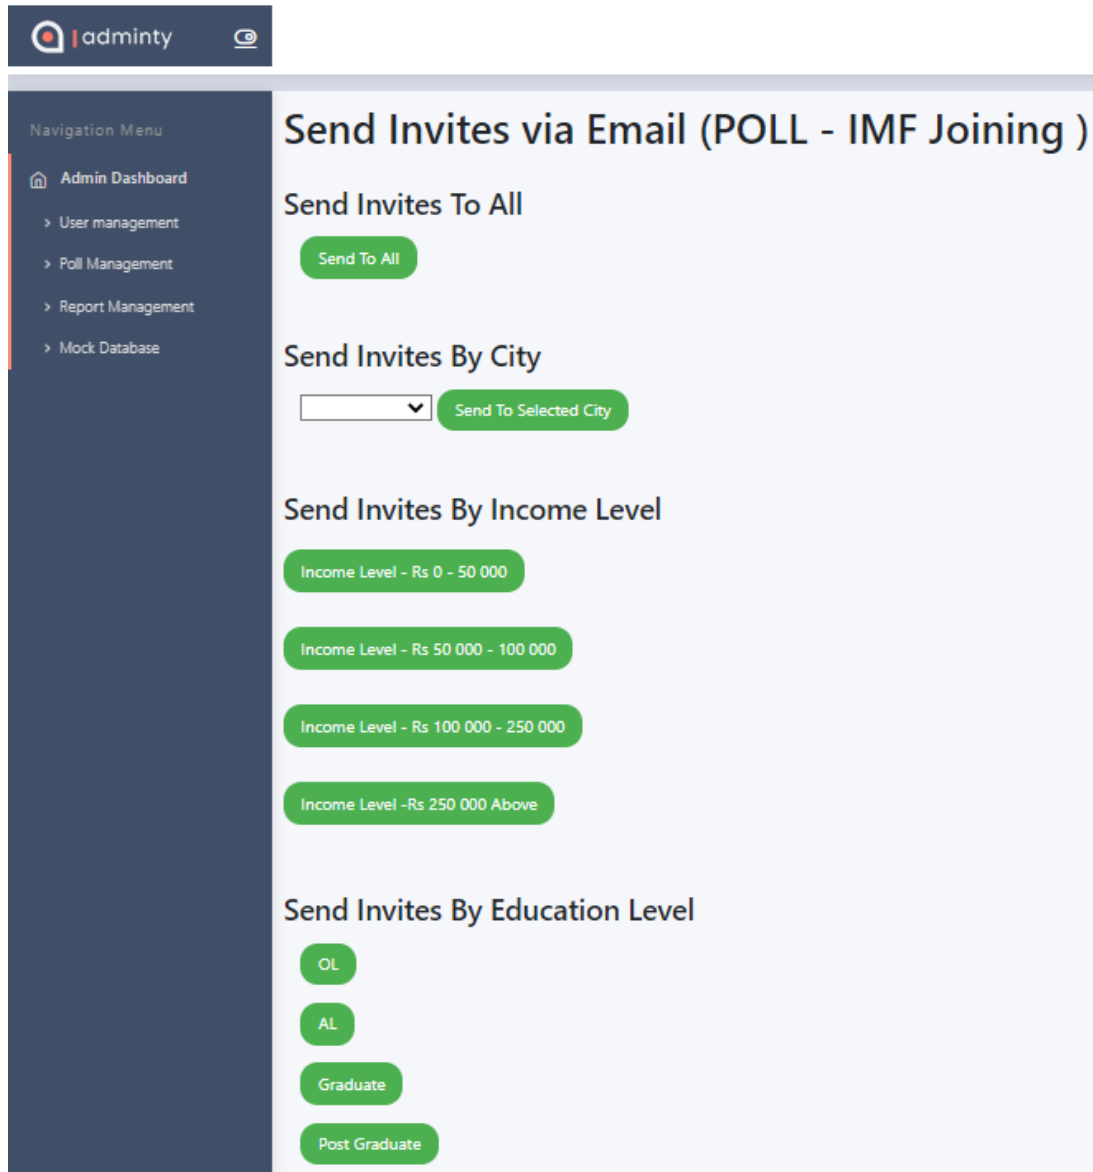 adminty
Navigation Menu
Admin Dashboard
> User management
> Poll Management
> Report Management
> Mock Database
Send Invites via Email (POLL - IMF Joining )
Send Invites To All
Send To All
Send Invites By City
Send To Selected City
Send Invites By Income Level
Income Level - Rs 0 - 50 000
Income Level - Rs 50 000 - 100 000
Income Level - Rs 100 000 - 250 000
Income Level -Rs 250 000 Above
Send Invites By Education Level
OL
AL
Graduate
Post Graduate